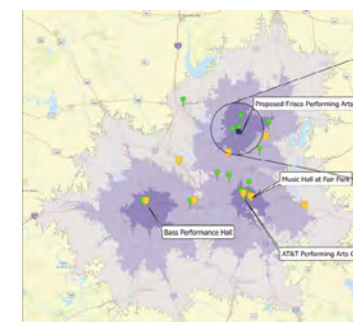 Proposed Frisco Performing Arts
Music Hall at Fair Park
Bass Performance Hall
AT&T Performing Arts C